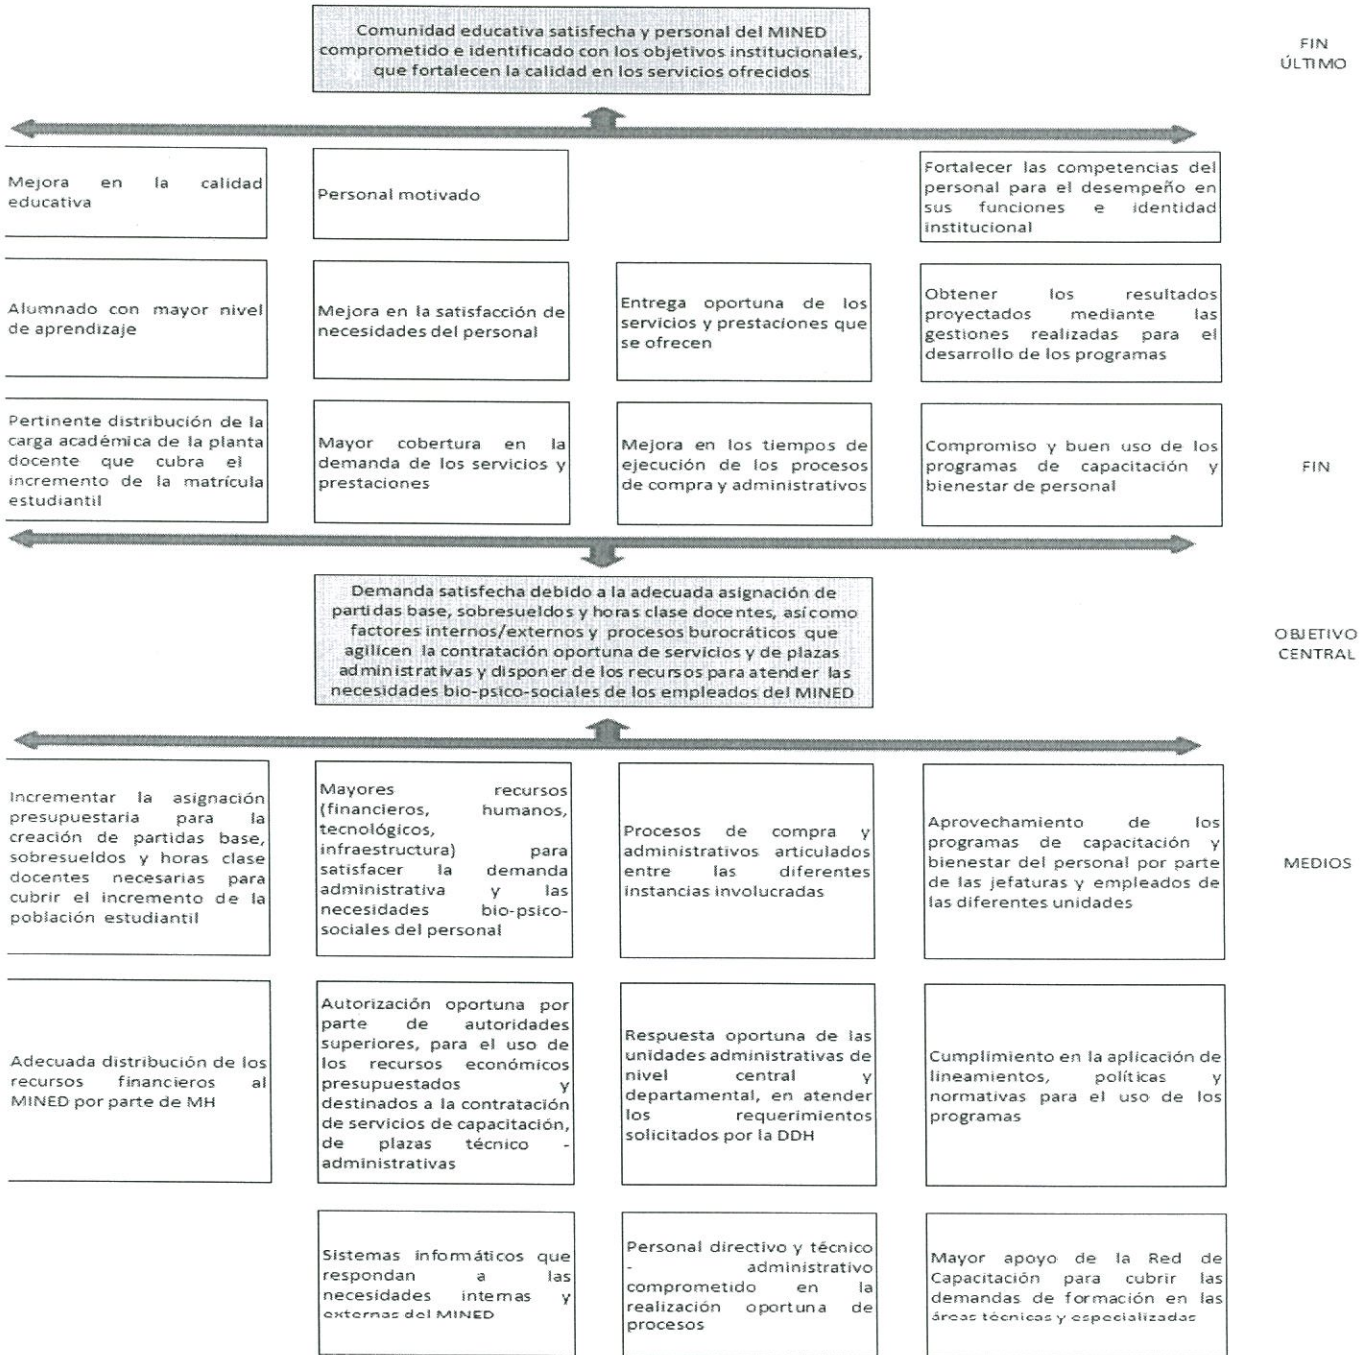 Comunidad educativa satisfecha y personal del MINED
comprometido e identificado con los objetivos institucionales,
que fortalecen la calidad en los servicios ofrecidos
FIN
ÚLTIMO
Mejora en la calidad
educativa
Personal motivado
Fortalecer las competencias del
personal para el desempeño en
sus funciones e identidad
institucional
Alumnado con mayor nivel
de aprendizaje
Mejora en la satisfacción de
necesidades del personal
Entrega oportuna de los
servicios y prestaciones que
se ofrecen
Obtener los resultados
proyectados mediante las
gestiones realizadas para el
desarrollo de los programas
Pertinente distribución de la
carga académica de la planta
docente que cubra el
incremento de la matrícula
estudiantil
Mayor cobertura en la
demanda de los servicios y
prestaciones
Mejora en los tiempos de
ejecución de los procesos
de compra y administrativos
Compromiso y buen uso de los
programas de capacitación y
bienestar de personal
FIN
Demanda satisfecha debido a la adecuada asignación de
partidas base, sobresueldos y horas clase docentes, así como
factores internos/externos y procesos burocráticos que
agilicen la contratación oportuna de servicios y de plazas
administrativas y disponer de los recursos para atender las
necesidades bio-psico-sociales de los empleados del MINED
OBJETIVO
CENTRAL
Incrementar la asignación
presupuestaria para la
creación de partidas base,
sobresueldos y horas clase
docentes necesarias para
cubrir el incremento de la
población estudiantil
Mayores recursos
(financieros, humanos,
tecnológicos,
infraestructura) para
satisfacer la demanda
administrativa y las
necesidades bio-psico-
sociales del personal
Procesos de compra y
administrativos articulados
entre las diferentes
instancias involucradas
Aprovechamiento de los
programas de capacitación y
bienestar del personal por parte
de las jefaturas y empleados de
las diferentes unidades
MEDIOS
Adecuada distribución de los
recursos financieros al
MINED por parte de MH
Autorización oportuna por
parte de autoridades
superiores, para el uso de
los recursos económicos
presupuestados y
destinados a la contratación
de servicios de capacitación,
de plazas técnico -
administrativas
Respuesta oportuna de las
unidades administrativas de
nivel central y
departamental, en atender
los requerimientos
solicitados por la DDH
Cumplimiento en la aplicación de
lineamientos, políticas y
normativas para el uso de los
programas
Sistemas informáticos que
respondan a las
necesidades internas y
externas del MINED
Personal directivo y técnico
- administrativo
comprometido en la
realización oportuna de
procesos
Mayor apoyo de la Red de
Capacitación para cubrir las
demandas de formación en las
áreas técnicas y especializadas